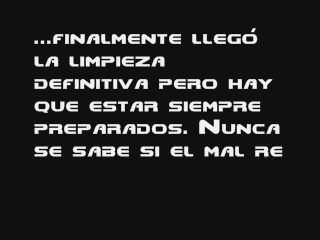 ...finalmente llegó
la limpieza
definitiva pero hay
que estar siempre
preparados. Nunca
se sabe si el mal re